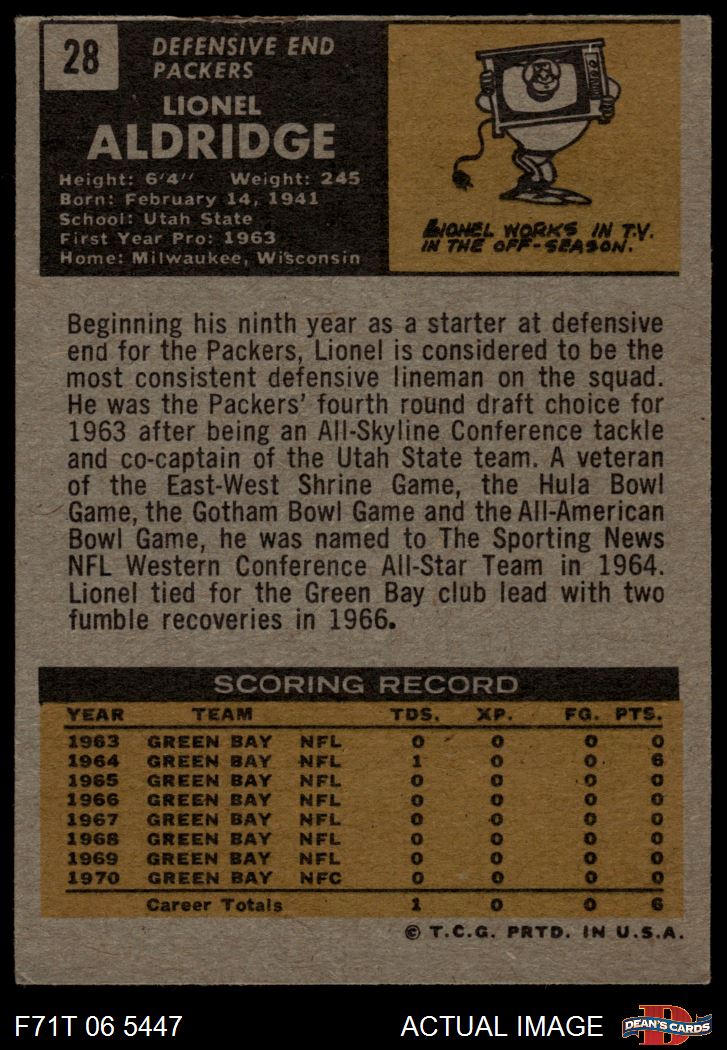 28
DEFENSIVE END
PACKERS
LIONEL
ALDRIDGE
Height: 6'4'' Weight: 245
Born: February 14, 1941
School: Utah State
First Year Pro: 1963
Home: Milwaukee, Wisconsin
LIONEL WORKS IN T.V.
IN THE OFF-SEASON.
Beginning his ninth year as a starter at defensive
end for the Packers, Lionel is considered to be the
most consistent defensive lineman on the squad.
He was the Packers' fourth round draft choice for
1963 after being an All-Skyline Conference tackle
and co-captain of the Utah State team. A veteran
of the East-West Shrine Game, the Hula Bowl
Game, the Gotham Bowl Game and the All-American
Bowl Game, he was named to The Sporting News
NFL Western Conference All-Star Team in 1964.
Lionel tied for the Green Bay club lead with two
fumble recoveries in 1966.
SCORING RECORD
YEAR TEAM TDS. XP. FG. PTS.
1963 GREEN BAY NFL 0 0 0 0
1964 GREEN BAY NFL 1 0 0 6
1965 GREEN BAY NFL 0 0 0 0
1966 GREEN BAY NFL 0 0 0 0
1967 GREEN BAY NFL 0 0 0 0
1968 GREEN BAY NFL 0 0 0 0
1969 GREEN BAY NFL 0 0 0 0
1970 GREEN BAY NFC 0 0 0 0
Career Totals 1 0 0 6
© T.C.G. PRTD. IN U.S.A.
F71T 06 5447 ACTUAL IMAGE
D
DEAN'S CARDS